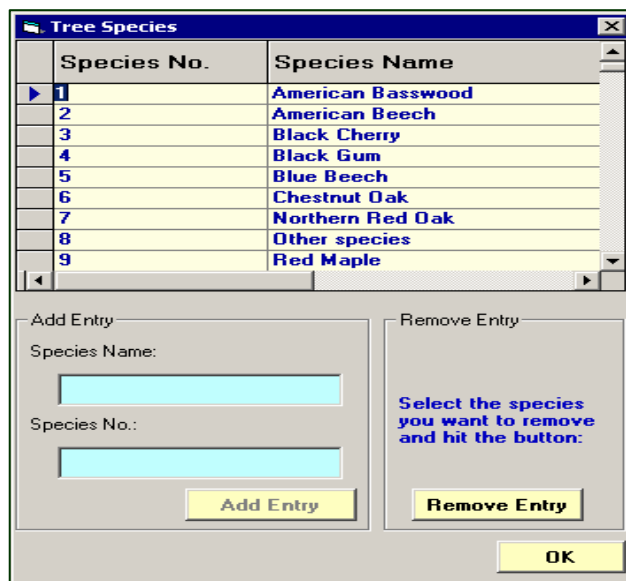 Tree Species
Species No. Species Name
1 American Basswood
2 American Beech
3 Black Cherry
4 Black Gum
5 Blue Beech
6 Chestnut Oak
7 Northern Red Oak
8 Other species
9 Red Maple
Add Entry
Species Name:
Species No.:
Add Entry
Remove Entry
Select the species
you want to remove
and hit the button:
Remove Entry
OK